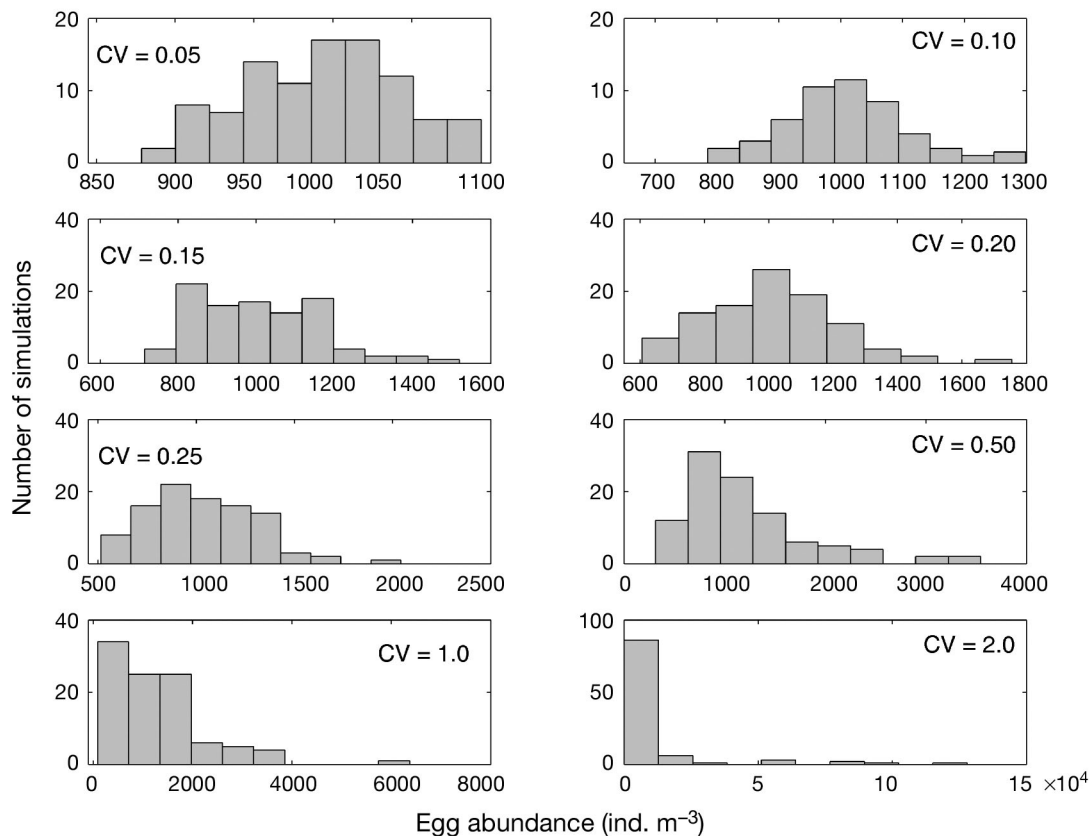 20
10
0
CV = 0.05
850 900 950 1000 1050 1100
20
10
0
CV = 0.10
700 800 900 1000 1100 1200 1300
40
20
0
CV = 0.15
600 800 1000 1200 1400 1600
40
20
0
CV = 0.20
600 800 1000 1200 1400 1600 1800
40
20
0
CV = 0.25
500 1000 1500 2000 2500
40
20
0
CV = 0.50
0 1000 2000 3000 4000
40
20
0
CV = 1.0
0 2000 4000 6000 8000
100
50
0
CV = 2.0
0 5 10 15 ×10⁴
Number of simulations
Egg abundance (ind. m⁻³)